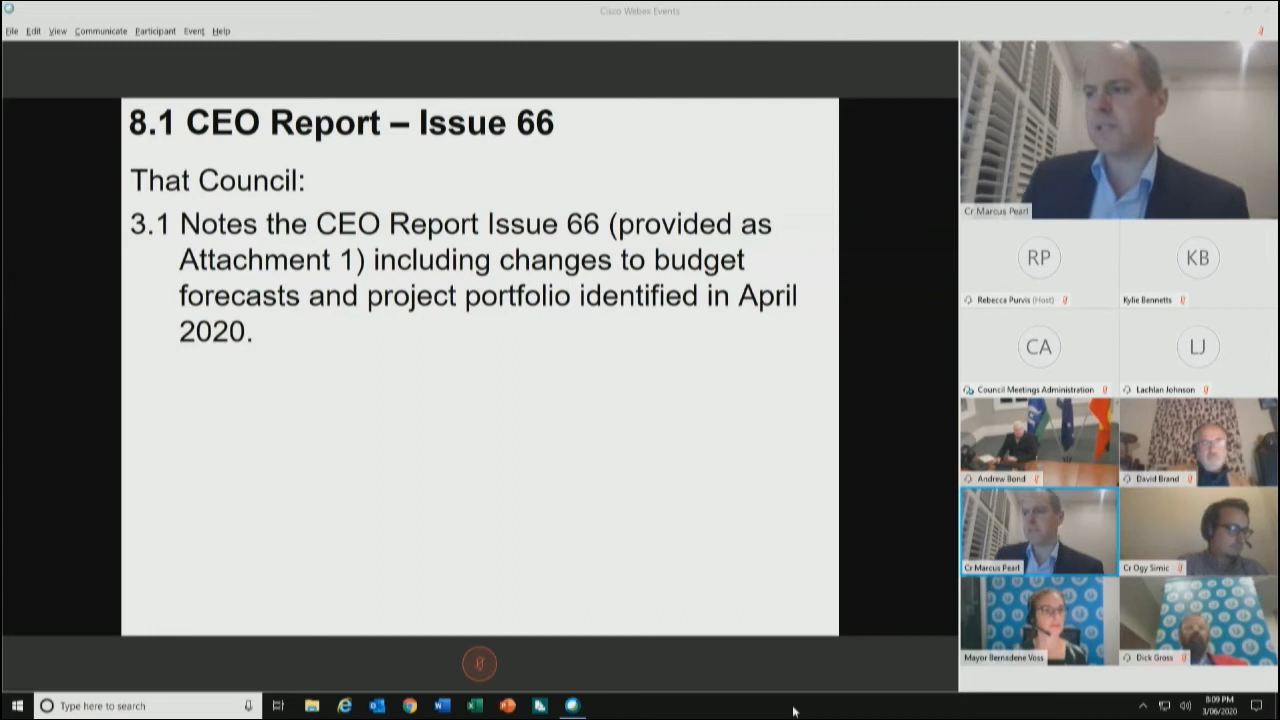 Cisco Webex Events
File Edit View Communicate Participant Event Help
8.1 CEO Report – Issue 66
That Council:
3.1 Notes the CEO Report Issue 66 (provided as
Attachment 1) including changes to budget
forecasts and project portfolio identified in April
2020.
Cr Marcus Pearl
RP
KB
Rebecca Purvis (Host)
Kylie Bennetts
CA
LJ
Council Meetings Administration
Lachlan Johnson
Andrew Bond
David Brand
Cr Marcus Pearl
Cr Ogy Simic
Mayor Bernadene Voss
Dick Gross
Type here to search
8:09 PM
3/06/2020